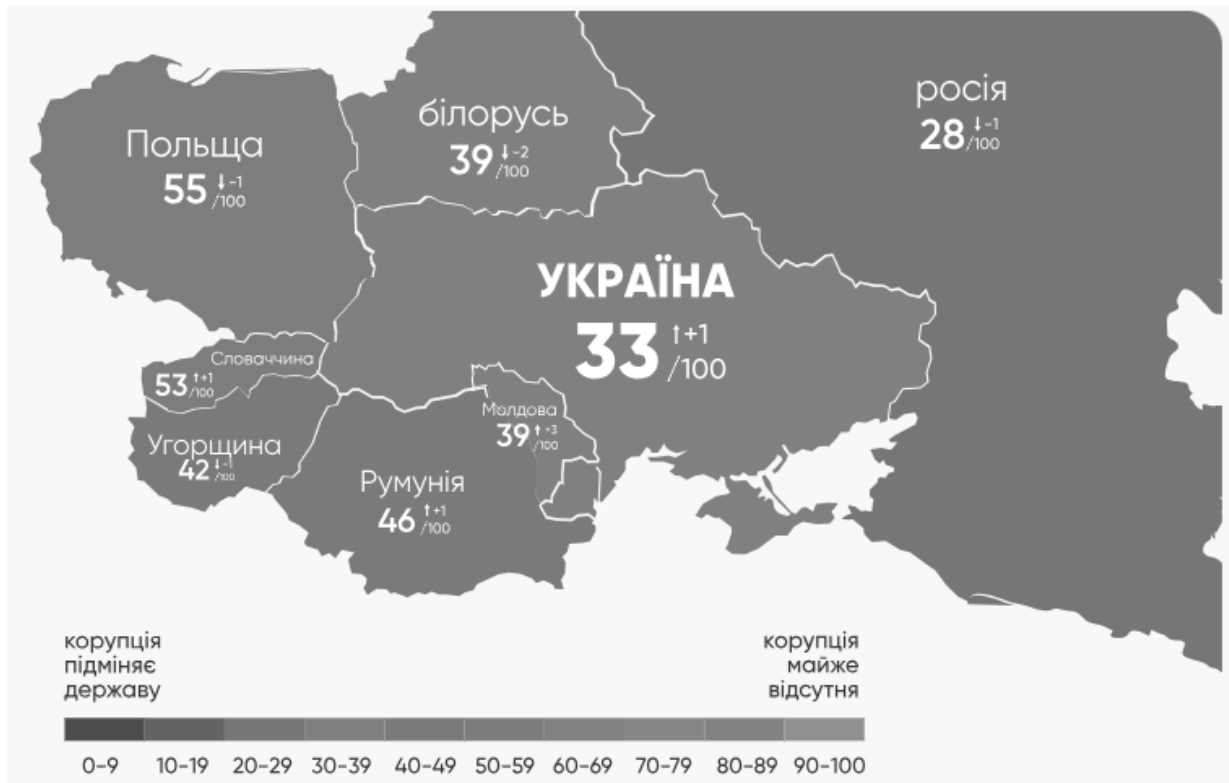 росія
28 ↓-1 /100
білорусь
39 ↓-2 /100
Польща
55 ↓-1 /100
УКРАЇНА
33 ↑+1 /100
Словаччина
53 ↑+1 /100
Молдова
39 ↑+3 /100
Угорщина
42 ↓-1 /100
Румунія
46 ↑+1 /100
корупція
підміняє
державу
корупція
майже
відсутня
0-9 10-19 20-29 30-39 40-49 50-59 60-69 70-79 80-89 90-100